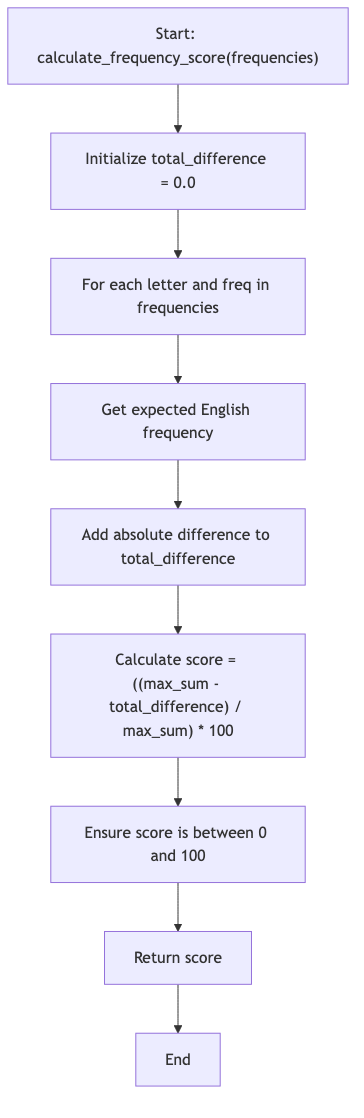 Start:
calculate_frequency_score(frequencies)
Initialize total_difference
= 0.0
For each letter and freq in
frequencies
Get expected English
frequency
Add absolute difference to
total_difference
Calculate score =
((max_sum -
total_difference) /
max_sum) * 100
Ensure score is between 0
and 100
Return score
End